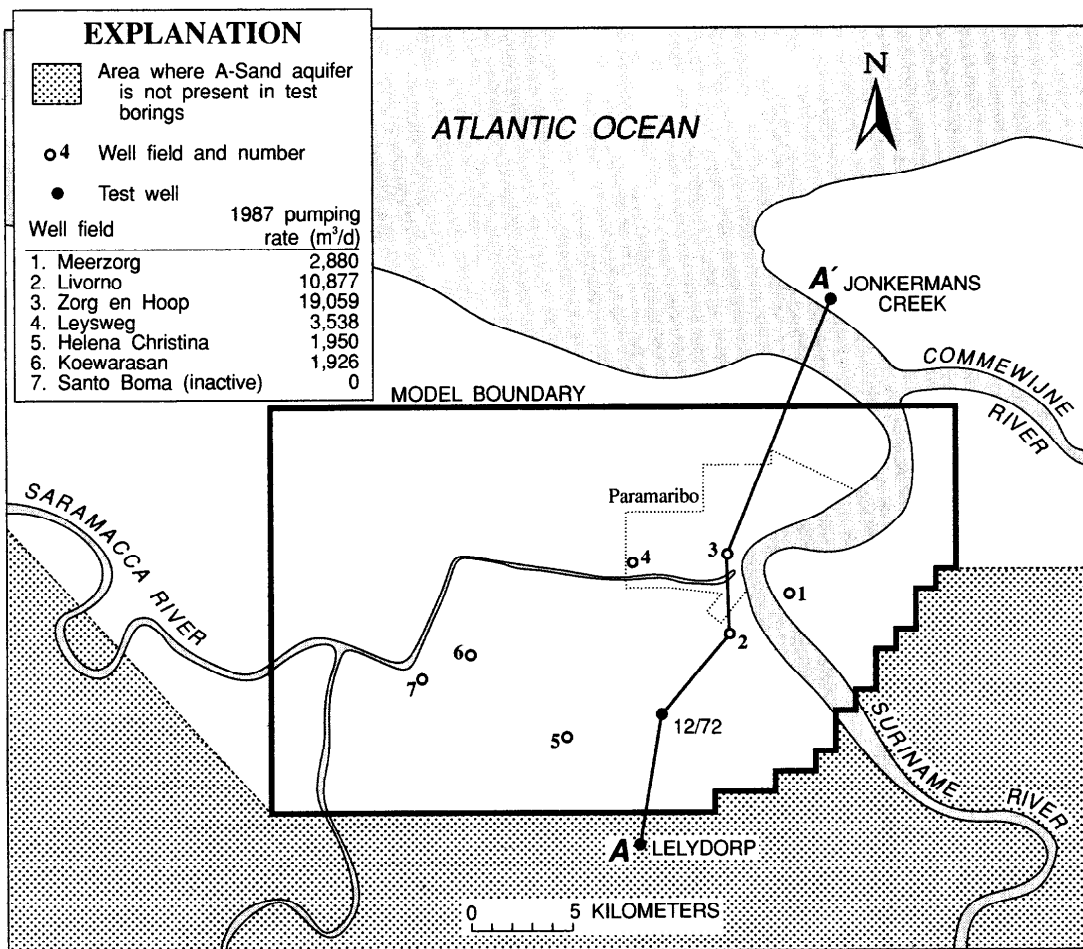 EXPLANATION
Area where A-Sand aquifer
is not present in test
borings
4 Well field and number
Test well
Well field
1987 pumping
rate (m³/d)
1. Meerzorg 2,880
2. Livorno 10,877
3. Zorg en Hoop 19,059
4. Leysweg 3,538
5. Helena Christina 1,950
6. Koewarasan 1,926
7. Santo Boma (inactive) 0
N
ATLANTIC OCEAN
A´ JONKERMANS
CREEK
COMMEWIJNE
RIVER
MODEL BOUNDARY
Paramaribo
SARAMACCA RIVER
4
3
1
2
6
7
5
12/72
SURINAME
RIVER
A LELYDORP
0 5 KILOMETERS